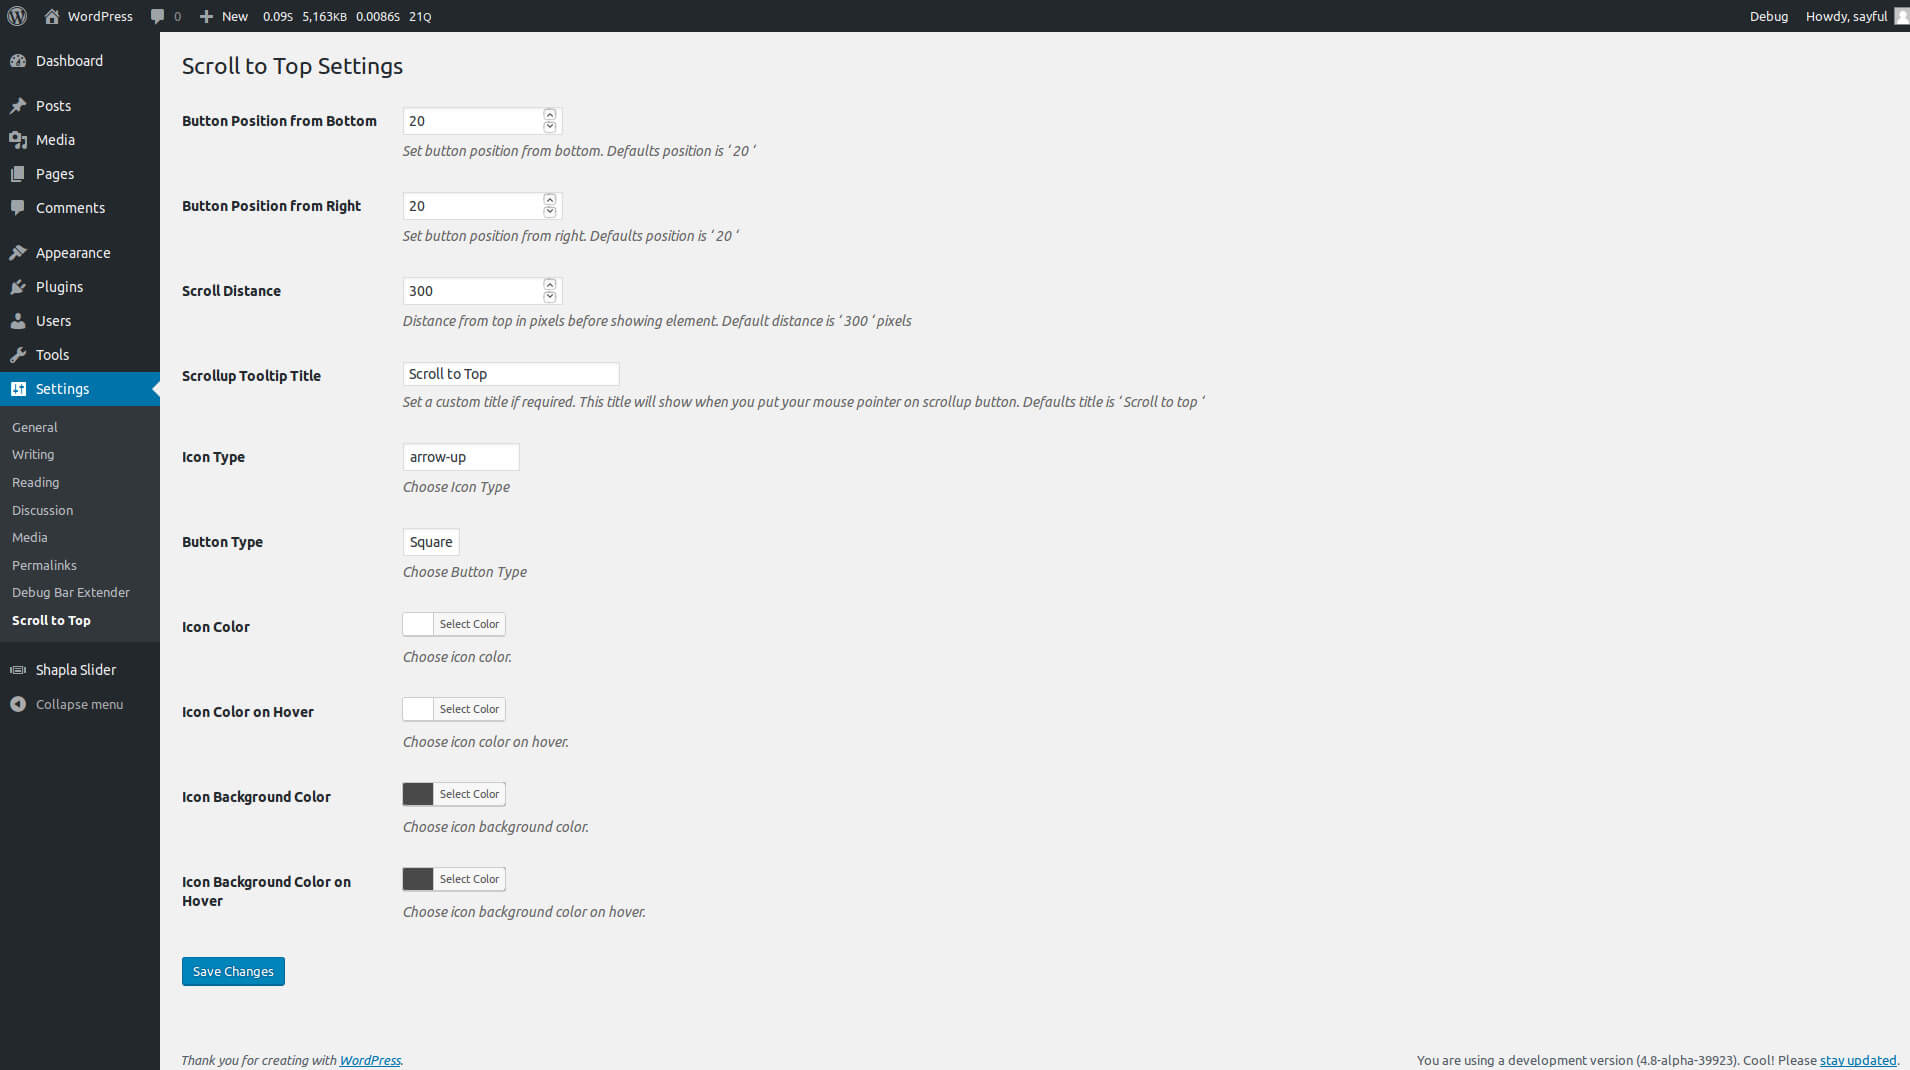 WordPress 0 New 0.09S 5,163KB 0.0086S 21Q Debug Howdy, sayful
Dashboard
Posts
Media
Pages
Comments
Appearance
Plugins
Users
Tools
Settings
General
Writing
Reading
Discussion
Media
Permalinks
Debug Bar Extender
Scroll to Top
Shapla Slider
Collapse menu
Scroll to Top Settings
Button Position from Bottom
20
Set button position from bottom. Defaults position is ‘ 20 ‘
Button Position from Right
20
Set button position from right. Defaults position is ‘ 20 ‘
Scroll Distance
300
Distance from top in pixels before showing element. Default distance is ‘ 300 ‘ pixels
Scrollup Tooltip Title
Scroll to Top
Set a custom title if required. This title will show when you put your mouse pointer on scrollup button. Defaults title is ‘ Scroll to top ‘
Icon Type
arrow-up
Choose Icon Type
Button Type
Square
Choose Button Type
Icon Color
Select Color
Choose icon color.
Icon Color on Hover
Select Color
Choose icon color on hover.
Icon Background Color
Select Color
Choose icon background color.
Icon Background Color on
Hover
Select Color
Choose icon background color on hover.
Save Changes
Thank you for creating with WordPress.
You are using a development version (4.8-alpha-39923). Cool! Please stay updated.